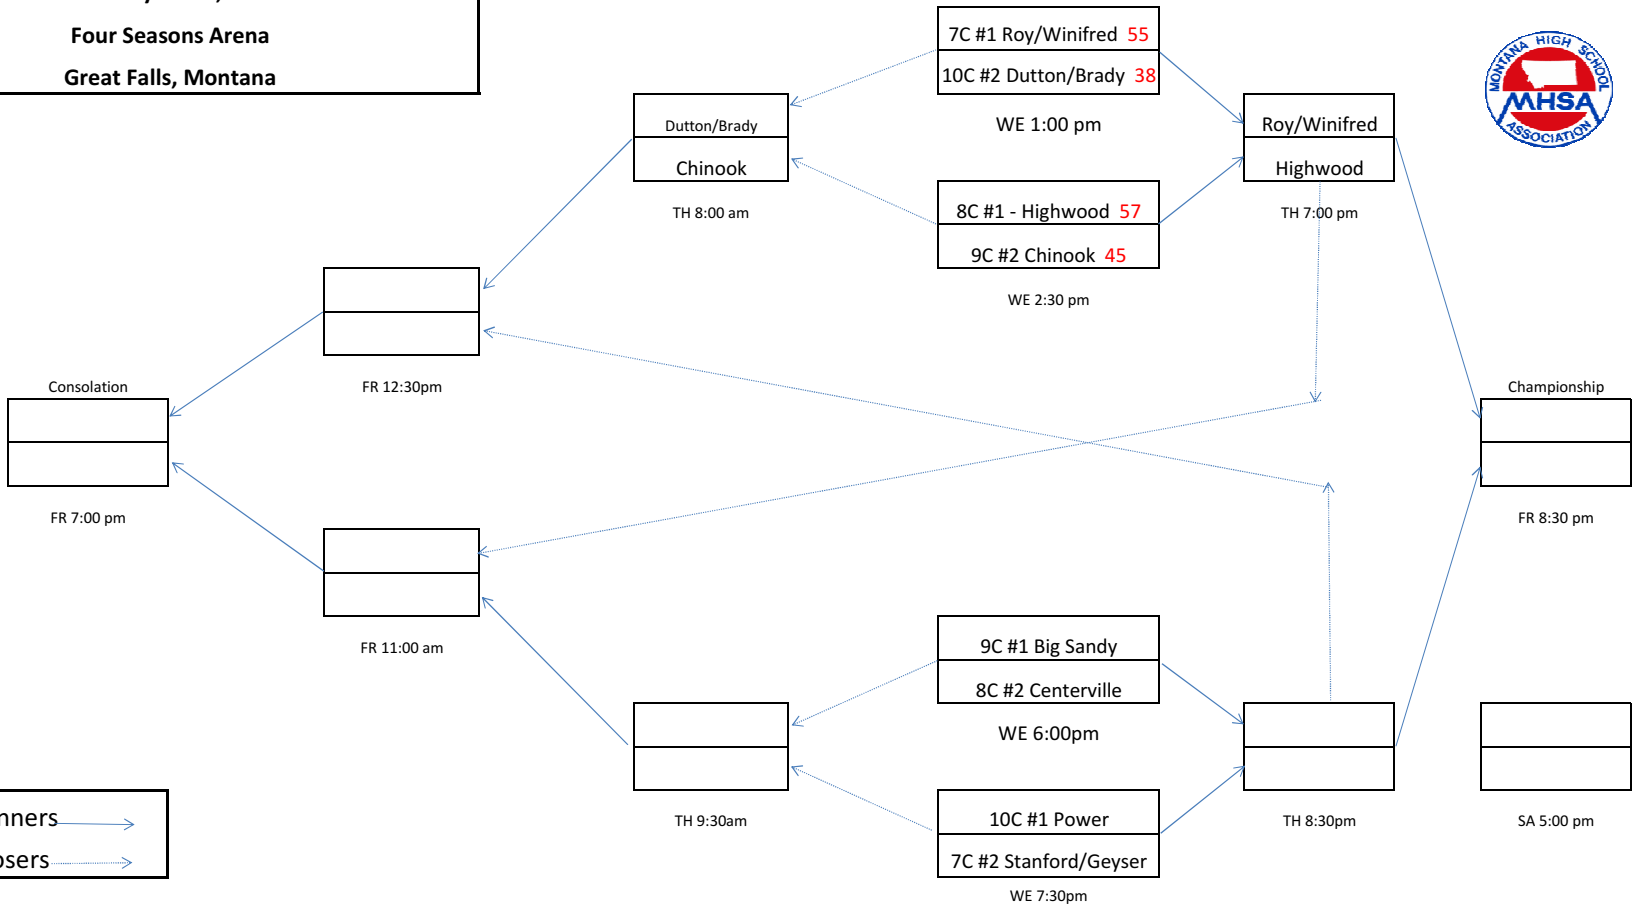 Four Seasons Arena
Great Falls, Montana
7C #1 Roy/Winifred 55
10C #2 Dutton/Brady 38
WE 1:00 pm
MONTANA HIGH SCHOOL
MHSA
ASSOCIATION
Dutton/Brady
Chinook
TH 8:00 am
Roy/Winifred
Highwood
TH 7:00 pm
8C #1 - Highwood 57
9C #2 Chinook 45
WE 2:30 pm
FR 12:30pm
Consolation
FR 7:00 pm
Championship
FR 8:30 pm
FR 11:00 am
9C #1 Big Sandy
8C #2 Centerville
WE 6:00pm
TH 9:30am
10C #1 Power
7C #2 Stanford/Geyser
WE 7:30pm
TH 8:30pm
SA 5:00 pm
nners
osers